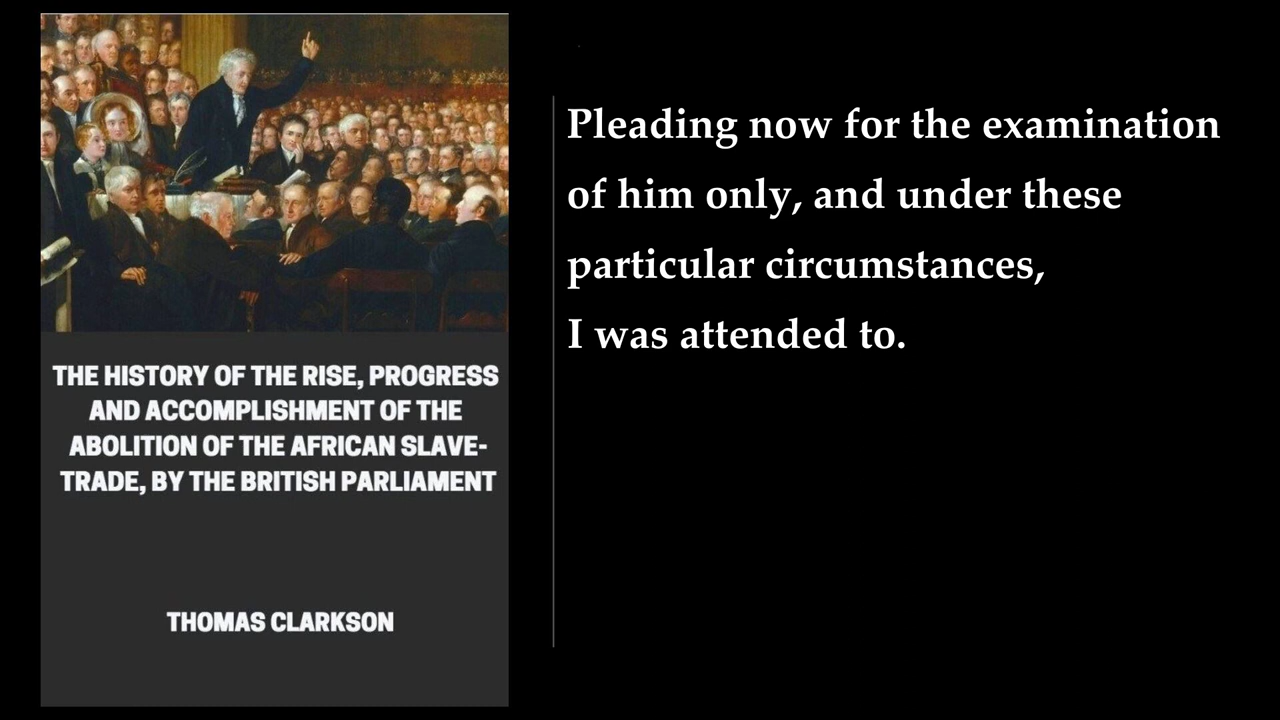 THE HISTORY OF THE RISE, PROGRESS
AND ACCOMPLISHMENT OF THE
ABOLITION OF THE AFRICAN SLAVE-
TRADE, BY THE BRITISH PARLIAMENT
THOMAS CLARKSON
Pleading now for the examination
of him only, and under these
particular circumstances,
I was attended to.